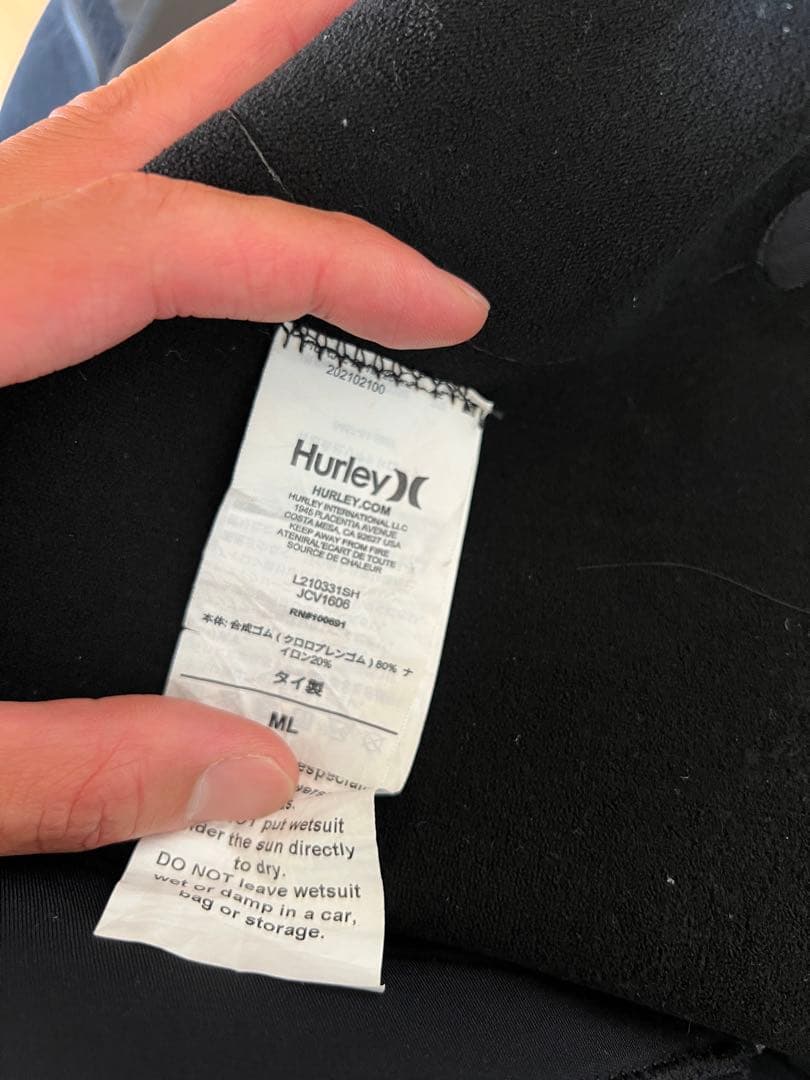 202102100
Hurley
HURLEY.COM
HURLEY INTERNATIONAL LLC
1945 PLACENTIA AVENUE
COSTA MESA, CA 92627 USA
KEEP AWAY FROM FIRE
ATENIRAL'ECART DE TOUTE
SOURCE DE CHALEUR
L210331SH
JCV1606
RN#100691
本体: 合成ゴム ( クロロプレンゴム ) 80% ナ
イロン20%
タイ製
ML
put wetsuit
the sun directly
to dry.
DO NOT leave wetsuit
wet or damp in a car,
bag or storage.